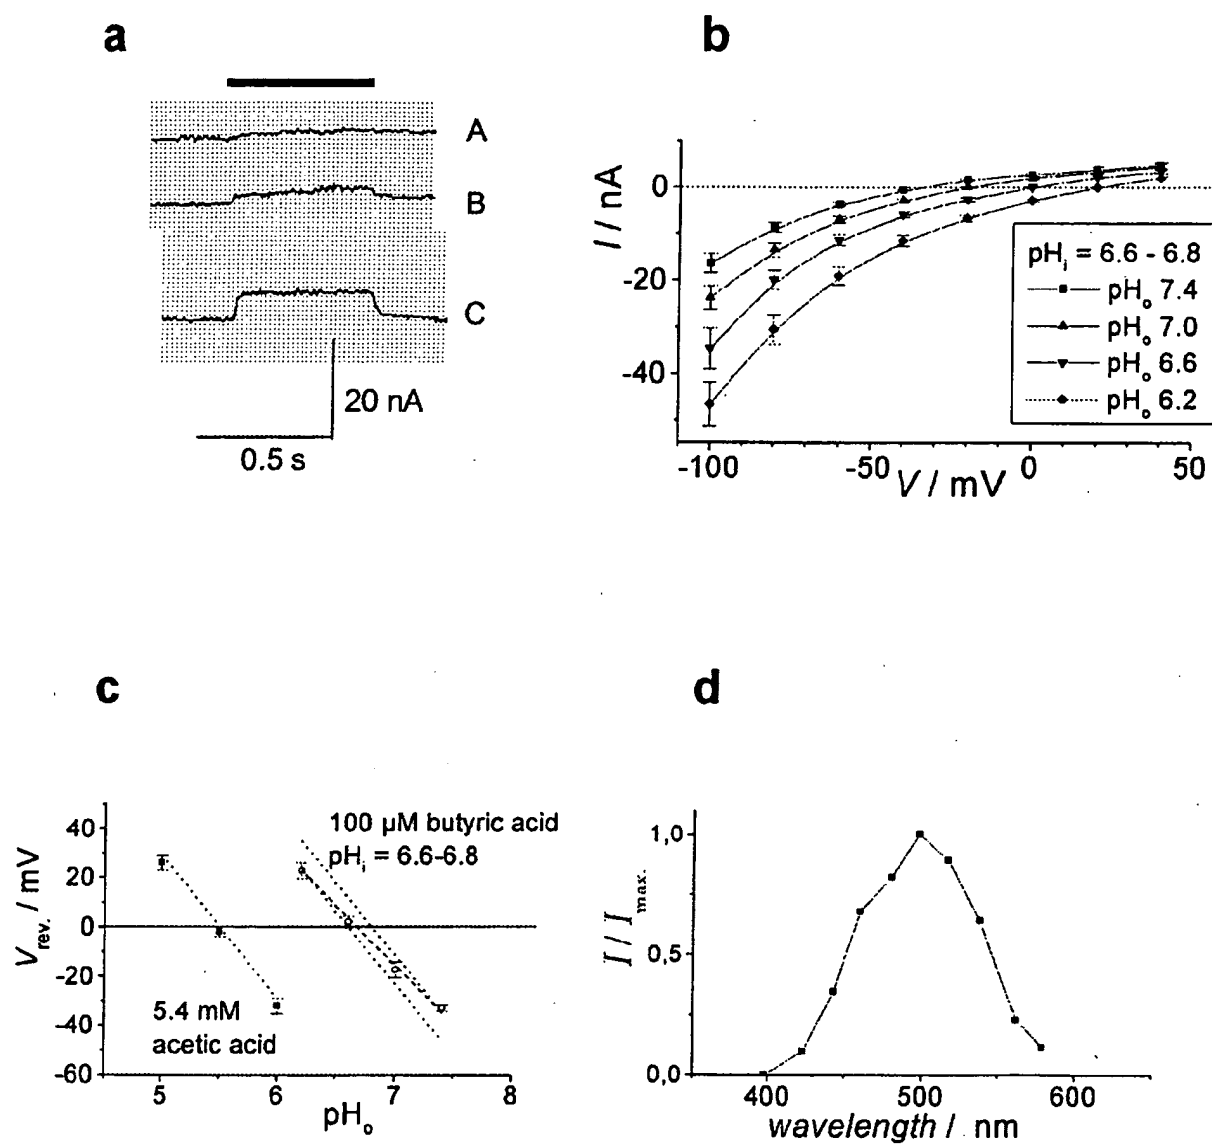 a
A
B
C
20 nA
0.5 s
b
I / nA
0
-20
-40
pHi = 6.6 - 6.8
pHo 7.4
pHo 7.0
pHo 6.6
pHo 6.2
-100
-50
0
50
V / mV
c
Vrev. / mV
40
20
0
-20
-40
-60
100 µM butyric acid
pHi = 6.6-6.8
5.4 mM
acetic acid
5
6
7
8
pHo
d
I / Imax.
1,0
0,5
0,0
400
500
600
wavelength / nm